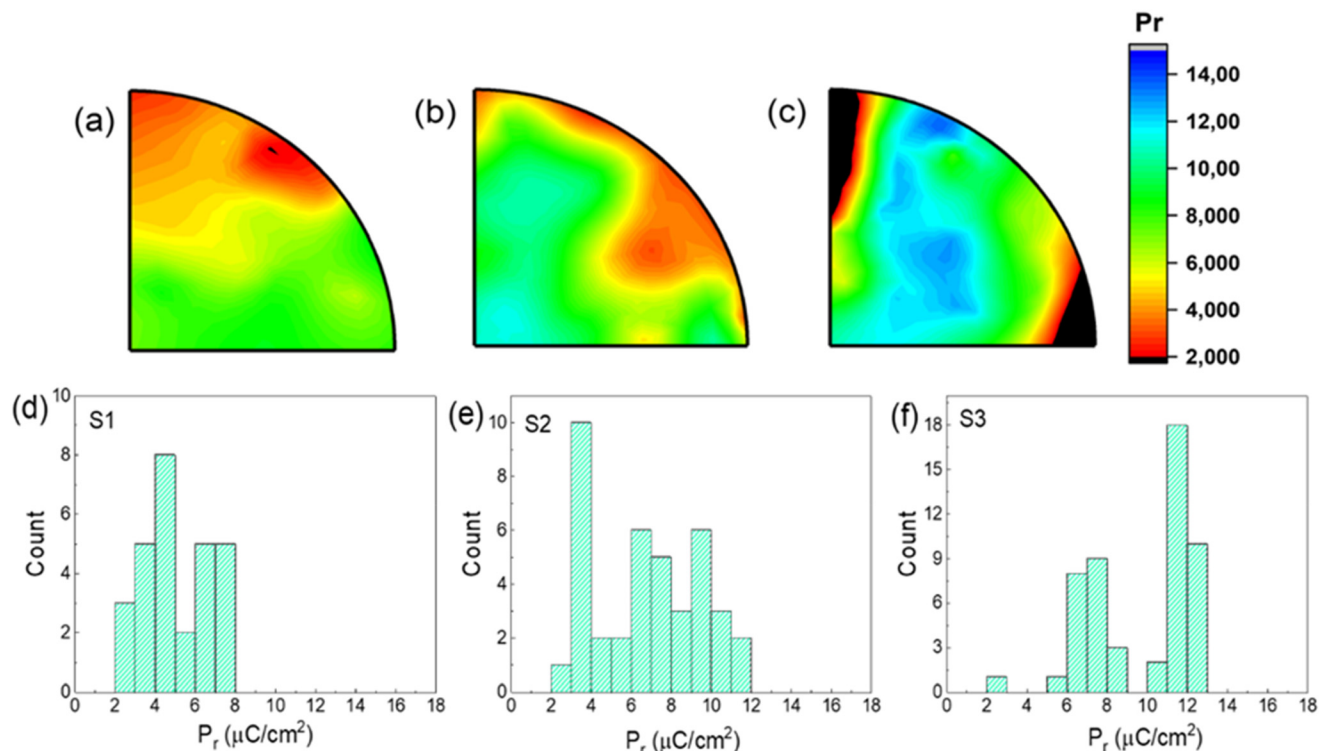 Pr
(a)
(b)
(c)
14,00
12,00
10,00
8,000
6,000
4,000
2,000
(d)
S1
10
8
6
4
2
0
Count
0 2 4 6 8 10 12 14 16 18
Pr (μC/cm²)
(e)
S2
10
8
6
4
2
0
Count
0 2 4 6 8 10 12 14 16 18
Pr (μC/cm²)
(f)
S3
18
15
12
9
6
3
0
Count
0 2 4 6 8 10 12 14 16 18
Pr (μC/cm²)